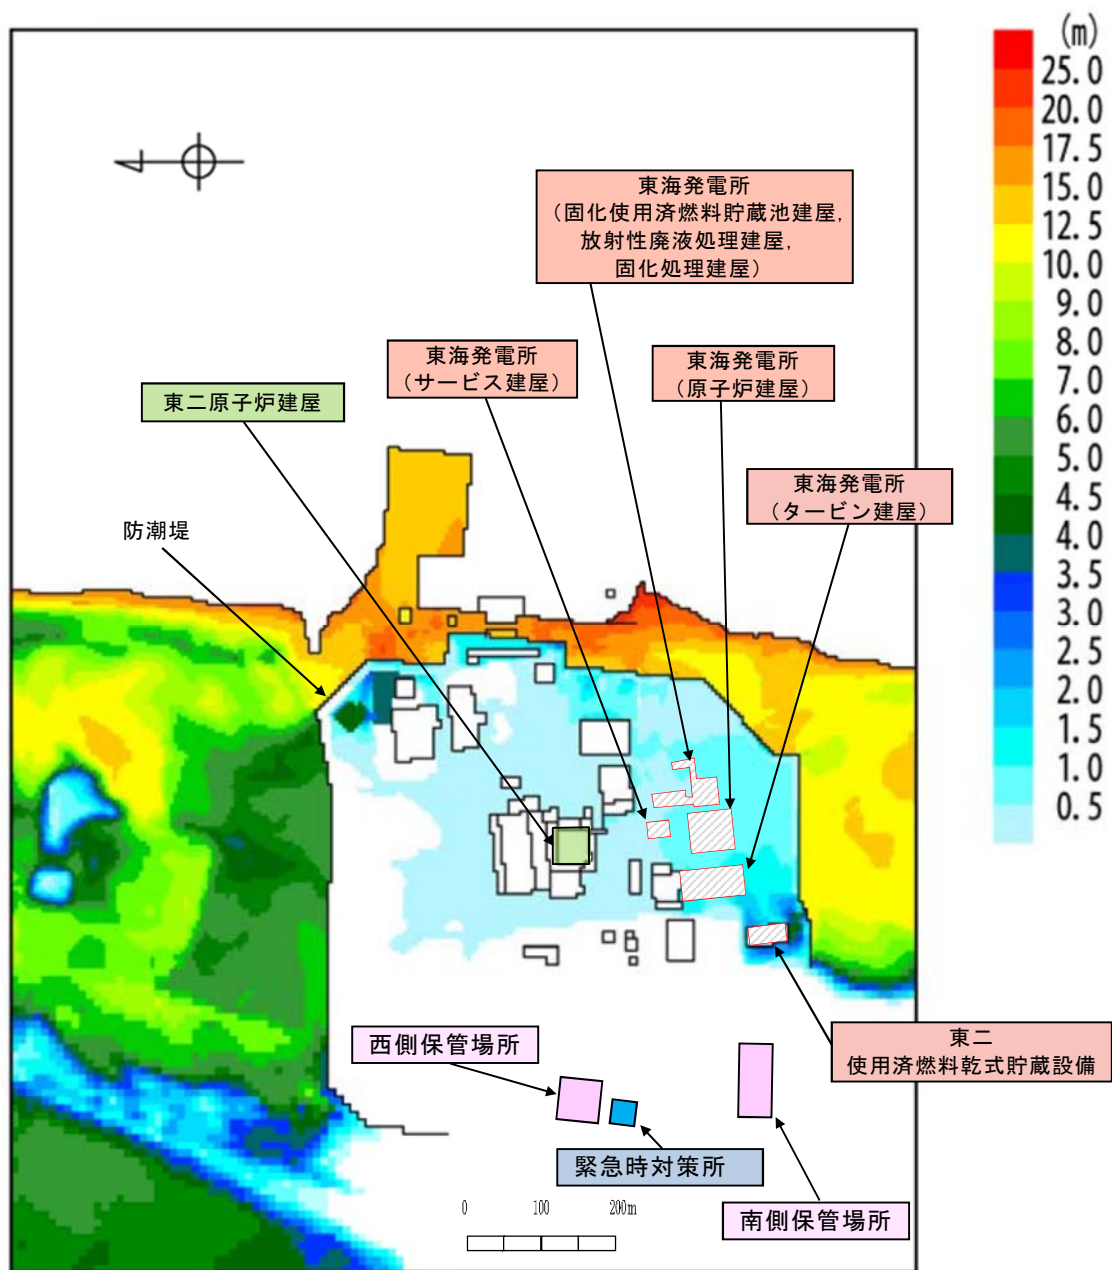 (m)
25.0
20.0
17.5
15.0
12.5
10.0
9.0
8.0
7.0
6.0
5.0
4.5
4.0
3.5
3.0
2.5
2.0
1.5
1.0
0.5
東海発電所
（固化使用済燃料貯蔵池建屋,
放射性廃液処理建屋,
固化処理建屋）
東海発電所
（サービス建屋）
東海発電所
（原子炉建屋）
東二原子炉建屋
東海発電所
（タービン建屋）
防潮堤
西側保管場所
東二
使用済燃料乾式貯蔵設備
緊急時対策所
南側保管場所
0 100 200m